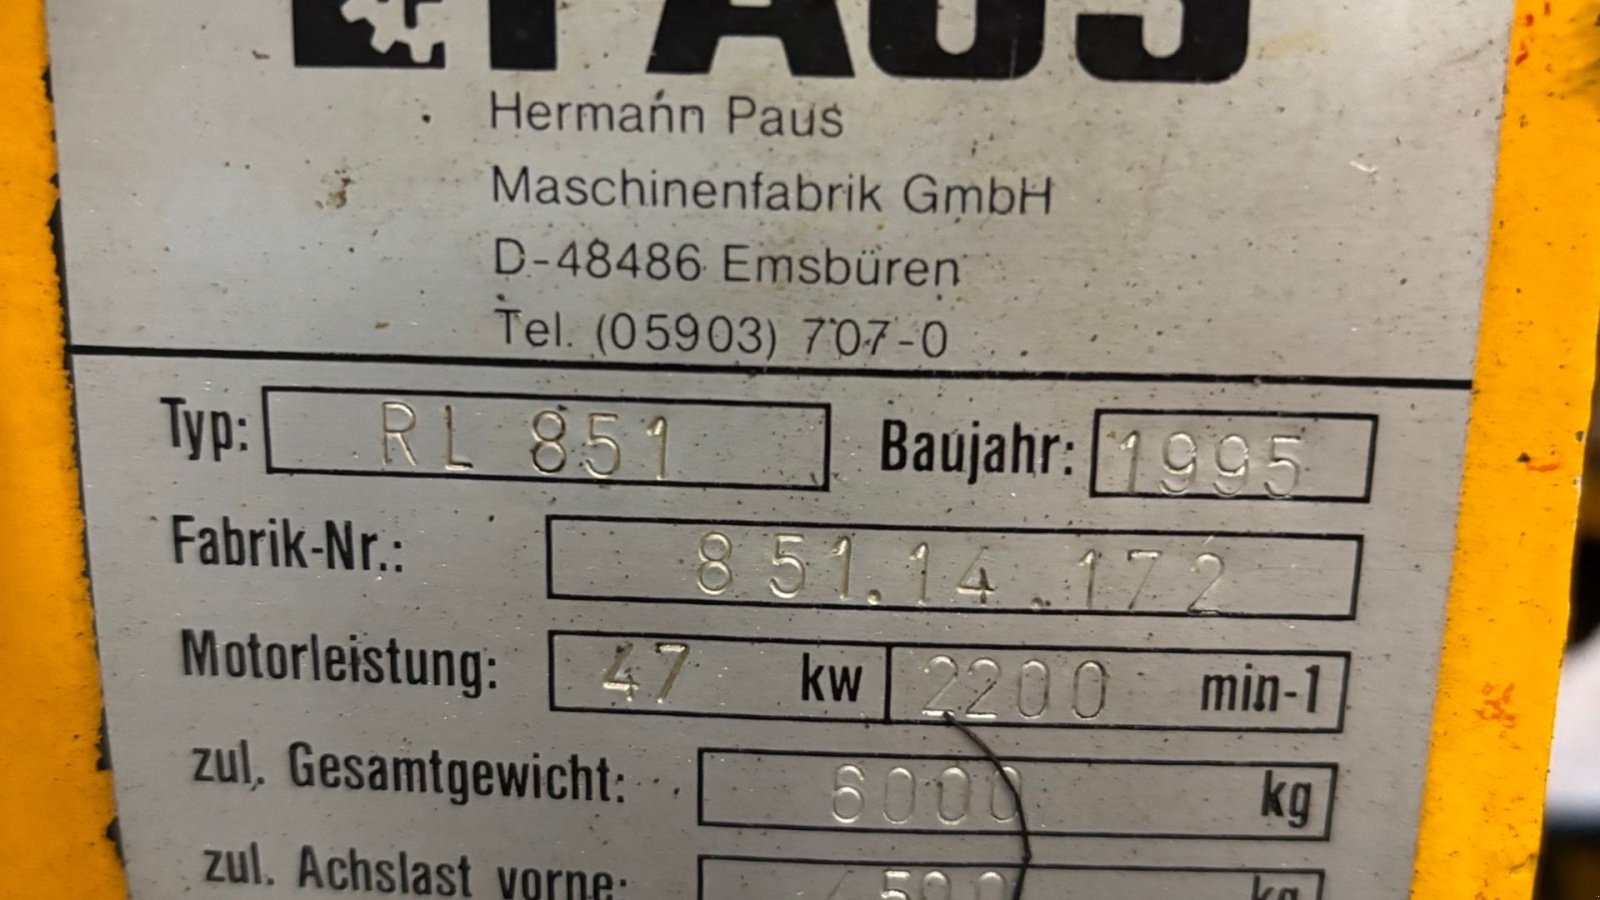 PAUS
Hermann Paus
Maschinenfabrik GmbH
D-48486 Emsbüren
Tel. (05903) 707-0
Typ: RL 851 Baujahr: 1995
Fabrik-Nr.: 851.14.172
Motorleistung: 47 kw 2200 min-1
zul. Gesamtgewicht: 6000 kg
zul. Achslast vorne: kg